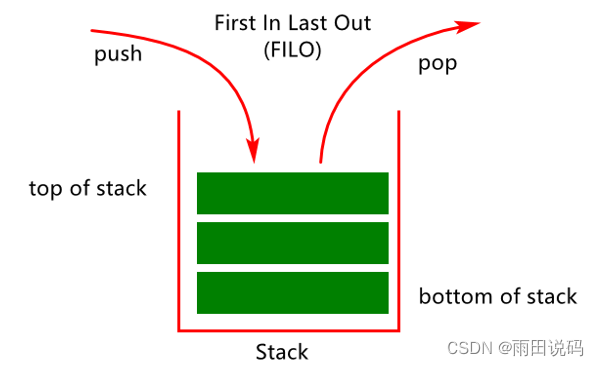 First In Last Out
(FILO)
push
pop
top of stack
bottom of stack
Stack
CSDN @雨田说码